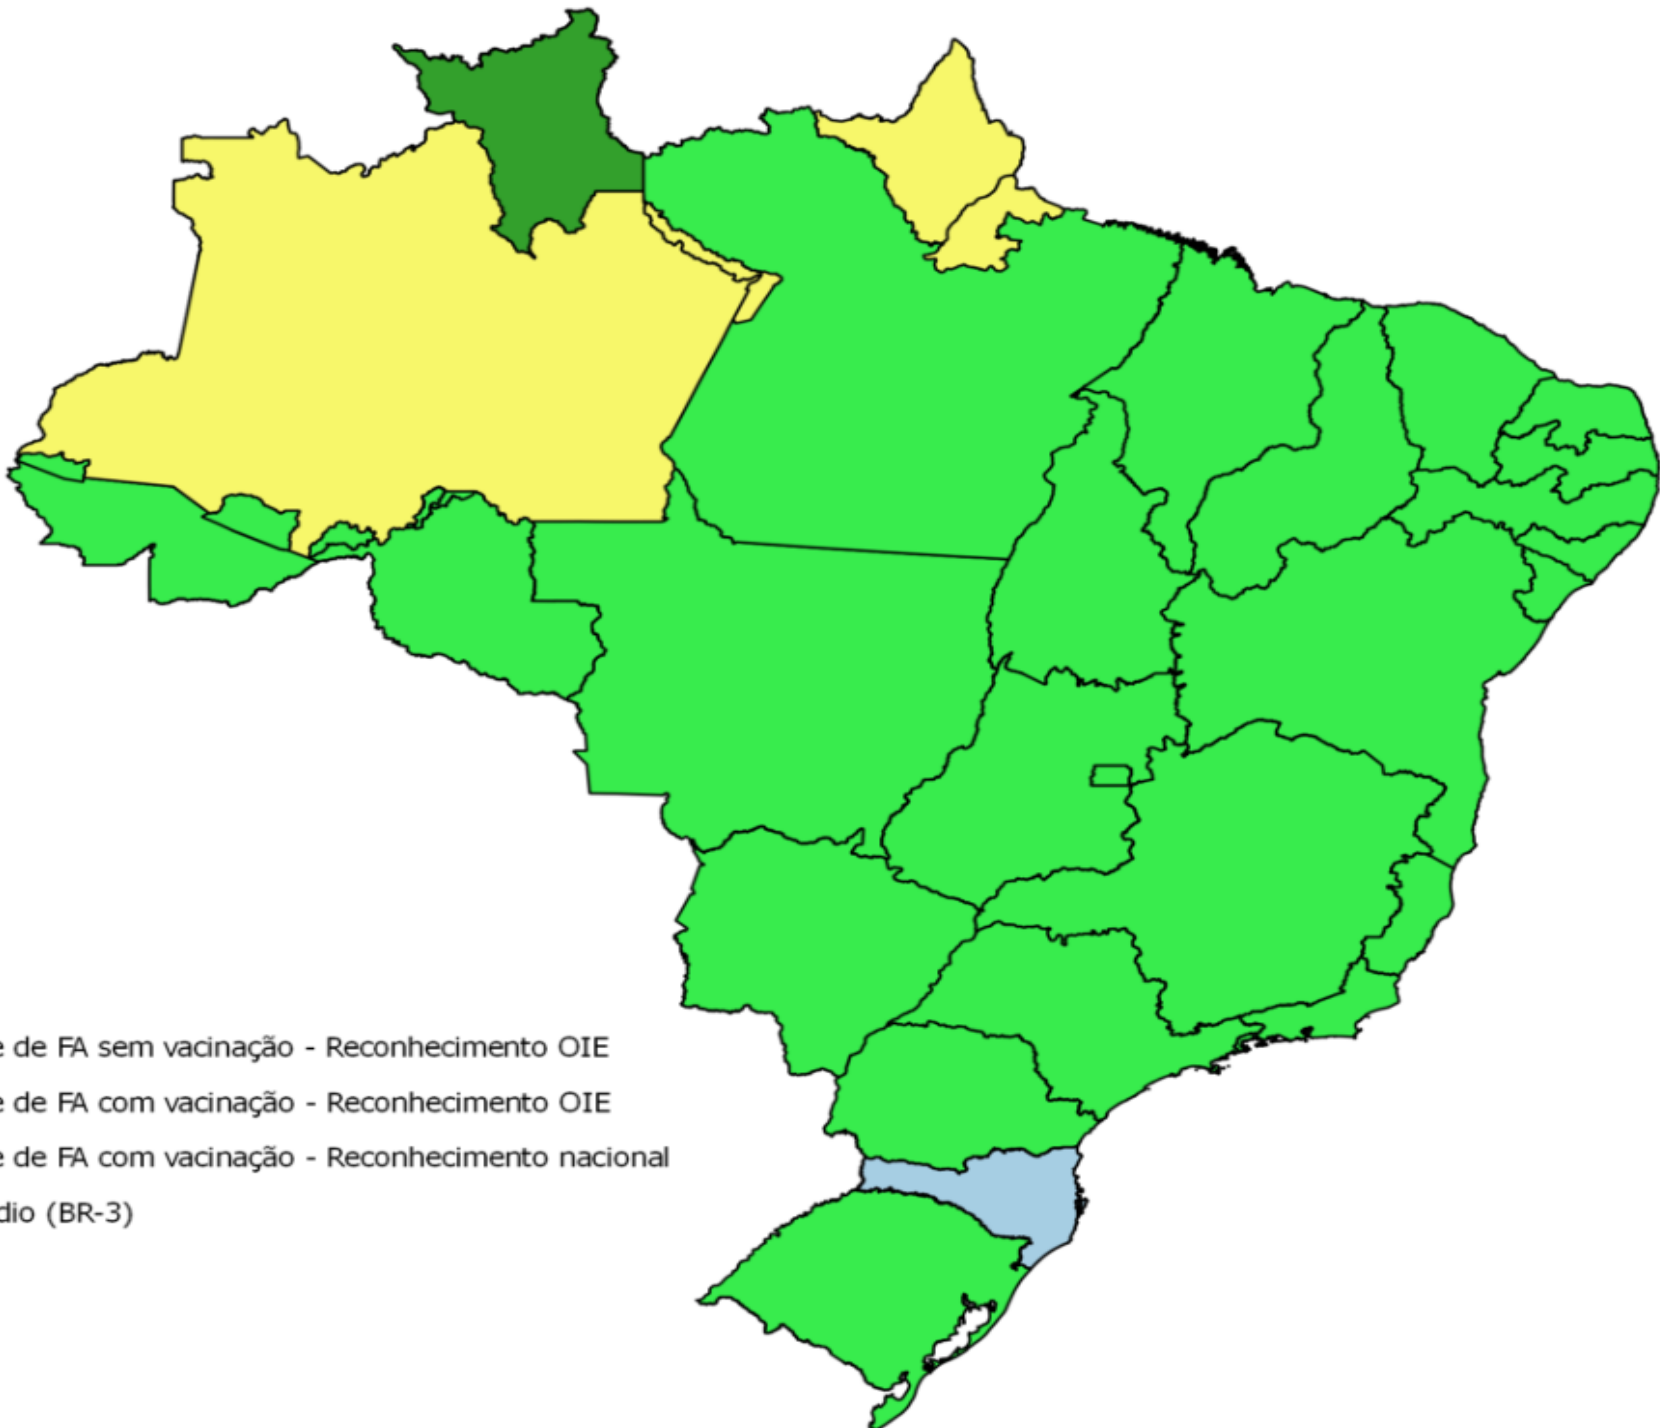 e de FA sem vacinação - Reconhecimento OIE
e de FA com vacinação - Reconhecimento OIE
e de FA com vacinação - Reconhecimento nacional
dio (BR-3)